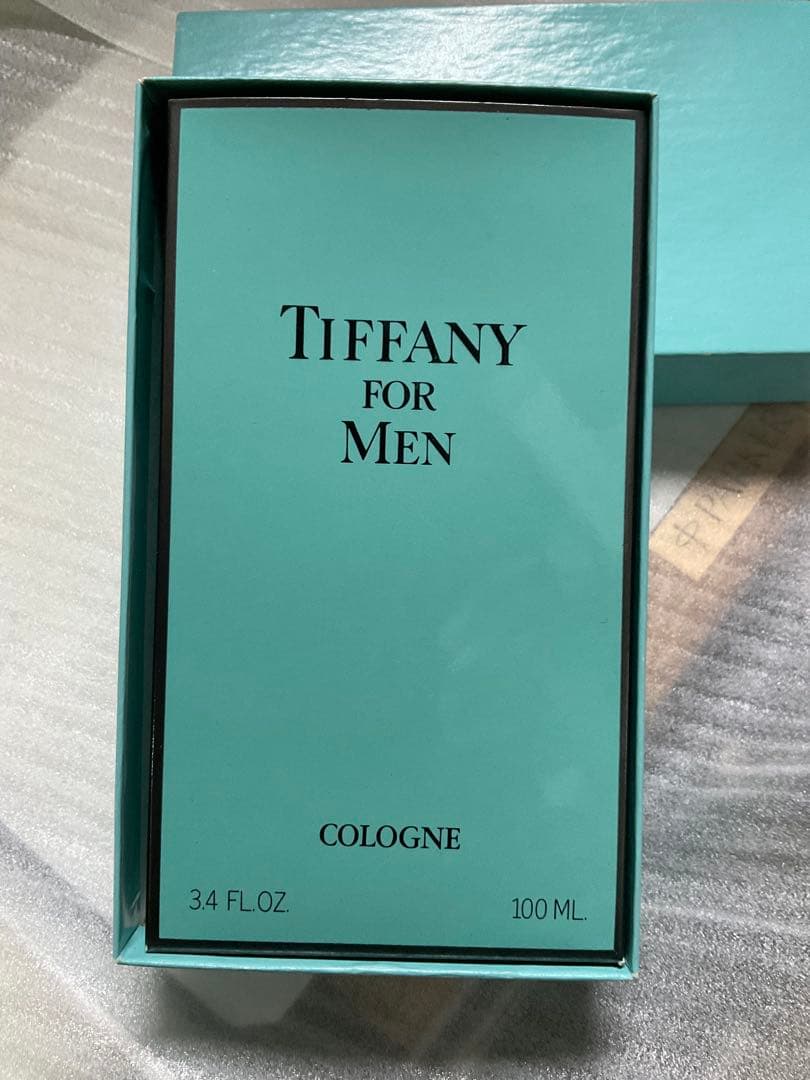 TIFFANY
FOR
MEN
COLOGNE
3.4 FL.OZ.
100 ML.